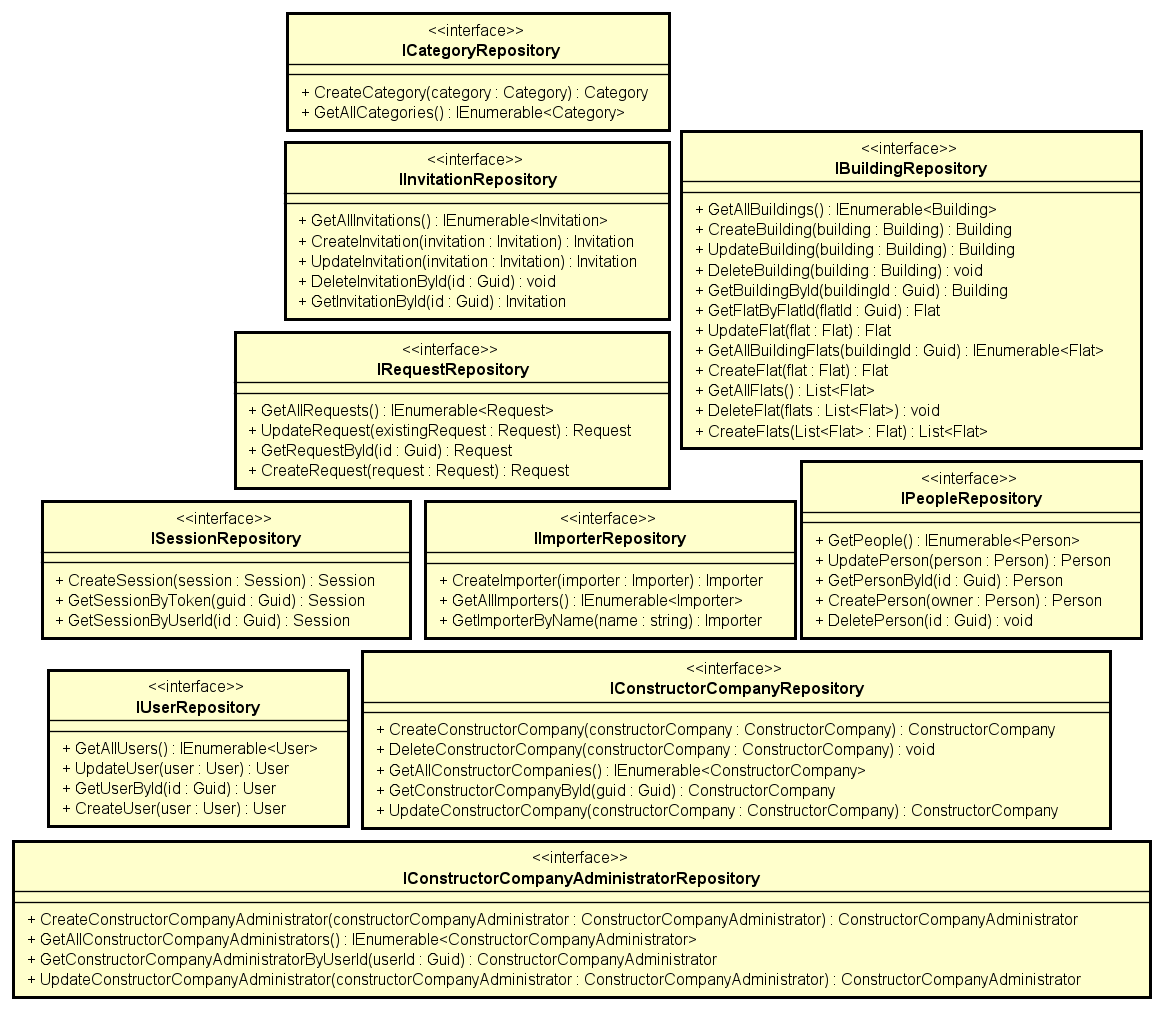 <<interface>>
ICategoryRepository
+ CreateCategory(category : Category) : Category
+ GetAllCategories() : IEnumerable<Category>
<<interface>>
IInvitationRepository
+ GetAllInvitations() : IEnumerable<Invitation>
+ CreateInvitation(invitation : Invitation) : Invitation
+ UpdateInvitation(invitation : Invitation) : Invitation
+ DeleteInvitationById(id : Guid) : void
+ GetInvitationById(id : Guid) : Invitation
<<interface>>
IBuildingRepository
+ GetAllBuildings() : IEnumerable<Building>
+ CreateBuilding(building : Building) : Building
+ UpdateBuilding(building : Building) : Building
+ DeleteBuilding(building : Building) : void
+ GetBuildingById(buildingId : Guid) : Building
+ GetFlatByFlatId(flatId : Guid) : Flat
+ UpdateFlat(flat : Flat) : Flat
+ GetAllBuildingFlats(buildingId : Guid) : IEnumerable<Flat>
+ CreateFlat(flat : Flat) : Flat
+ GetAllFlats() : List<Flat>
+ DeleteFlat(flats : List<Flat>) : void
+ CreateFlats(List<Flat> : Flat) : List<Flat>
<<interface>>
IRequestRepository
+ GetAllRequests() : IEnumerable<Request>
+ UpdateRequest(existingRequest : Request) : Request
+ GetRequestById(id : Guid) : Request
+ CreateRequest(request : Request) : Request
<<interface>>
ISessionRepository
+ CreateSession(session : Session) : Session
+ GetSessionByToken(guid : Guid) : Session
+ GetSessionByUserId(id : Guid) : Session
<<interface>>
IImporterRepository
+ CreateImporter(importer : Importer) : Importer
+ GetAllImporters() : IEnumerable<Importer>
+ GetImporterByName(name : string) : Importer
<<interface>>
IPeopleRepository
+ GetPeople() : IEnumerable<Person>
+ UpdatePerson(person : Person) : Person
+ GetPersonById(id : Guid) : Person
+ CreatePerson(owner : Person) : Person
+ DeletePerson(id : Guid) : void
<<interface>>
IUserRepository
+ GetAllUsers() : IEnumerable<User>
+ UpdateUser(user : User) : User
+ GetUserById(id : Guid) : User
+ CreateUser(user : User) : User
<<interface>>
IConstructorCompanyRepository
+ CreateConstructorCompany(constructorCompany : ConstructorCompany) : ConstructorCompany
+ DeleteConstructorCompany(constructorCompany : ConstructorCompany) : void
+ GetAllConstructorCompanies() : IEnumerable<ConstructorCompany>
+ GetConstructorCompanyById(guid : Guid) : ConstructorCompany
+ UpdateConstructorCompany(constructorCompany : ConstructorCompany) : ConstructorCompany
<<interface>>
IConstructorCompanyAdministratorRepository
+ CreateConstructorCompanyAdministrator(constructorCompanyAdministrator : ConstructorCompanyAdministrator) : ConstructorCompanyAdministrator
+ GetAllConstructorCompanyAdministrators() : IEnumerable<ConstructorCompanyAdministrator>
+ GetConstructorCompanyAdministratorByUserId(userId : Guid) : ConstructorCompanyAdministrator
+ UpdateConstructorCompanyAdministrator(constructorCompanyAdministrator : ConstructorCompanyAdministrator) : ConstructorCompanyAdministrator